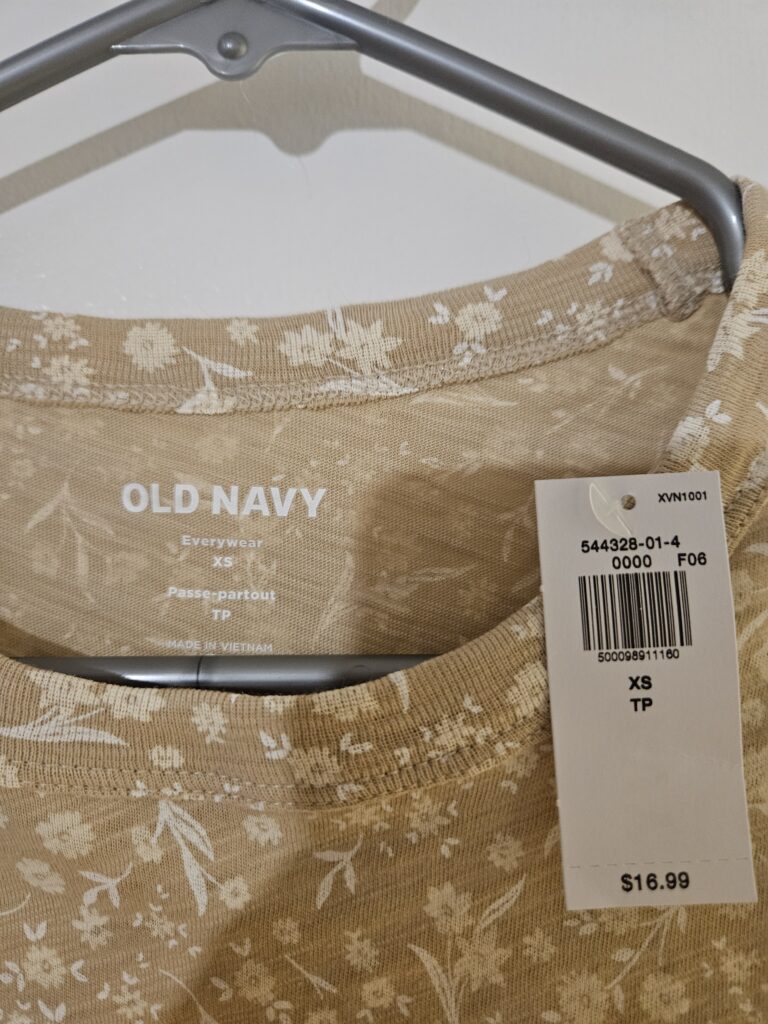 OLD NAVY
Everywear
XS
Passe-partout
TP
MADE IN VIETNAM
XVN1001
544328-01-4
0000 F06
500098911160
XS
TP
$16.99